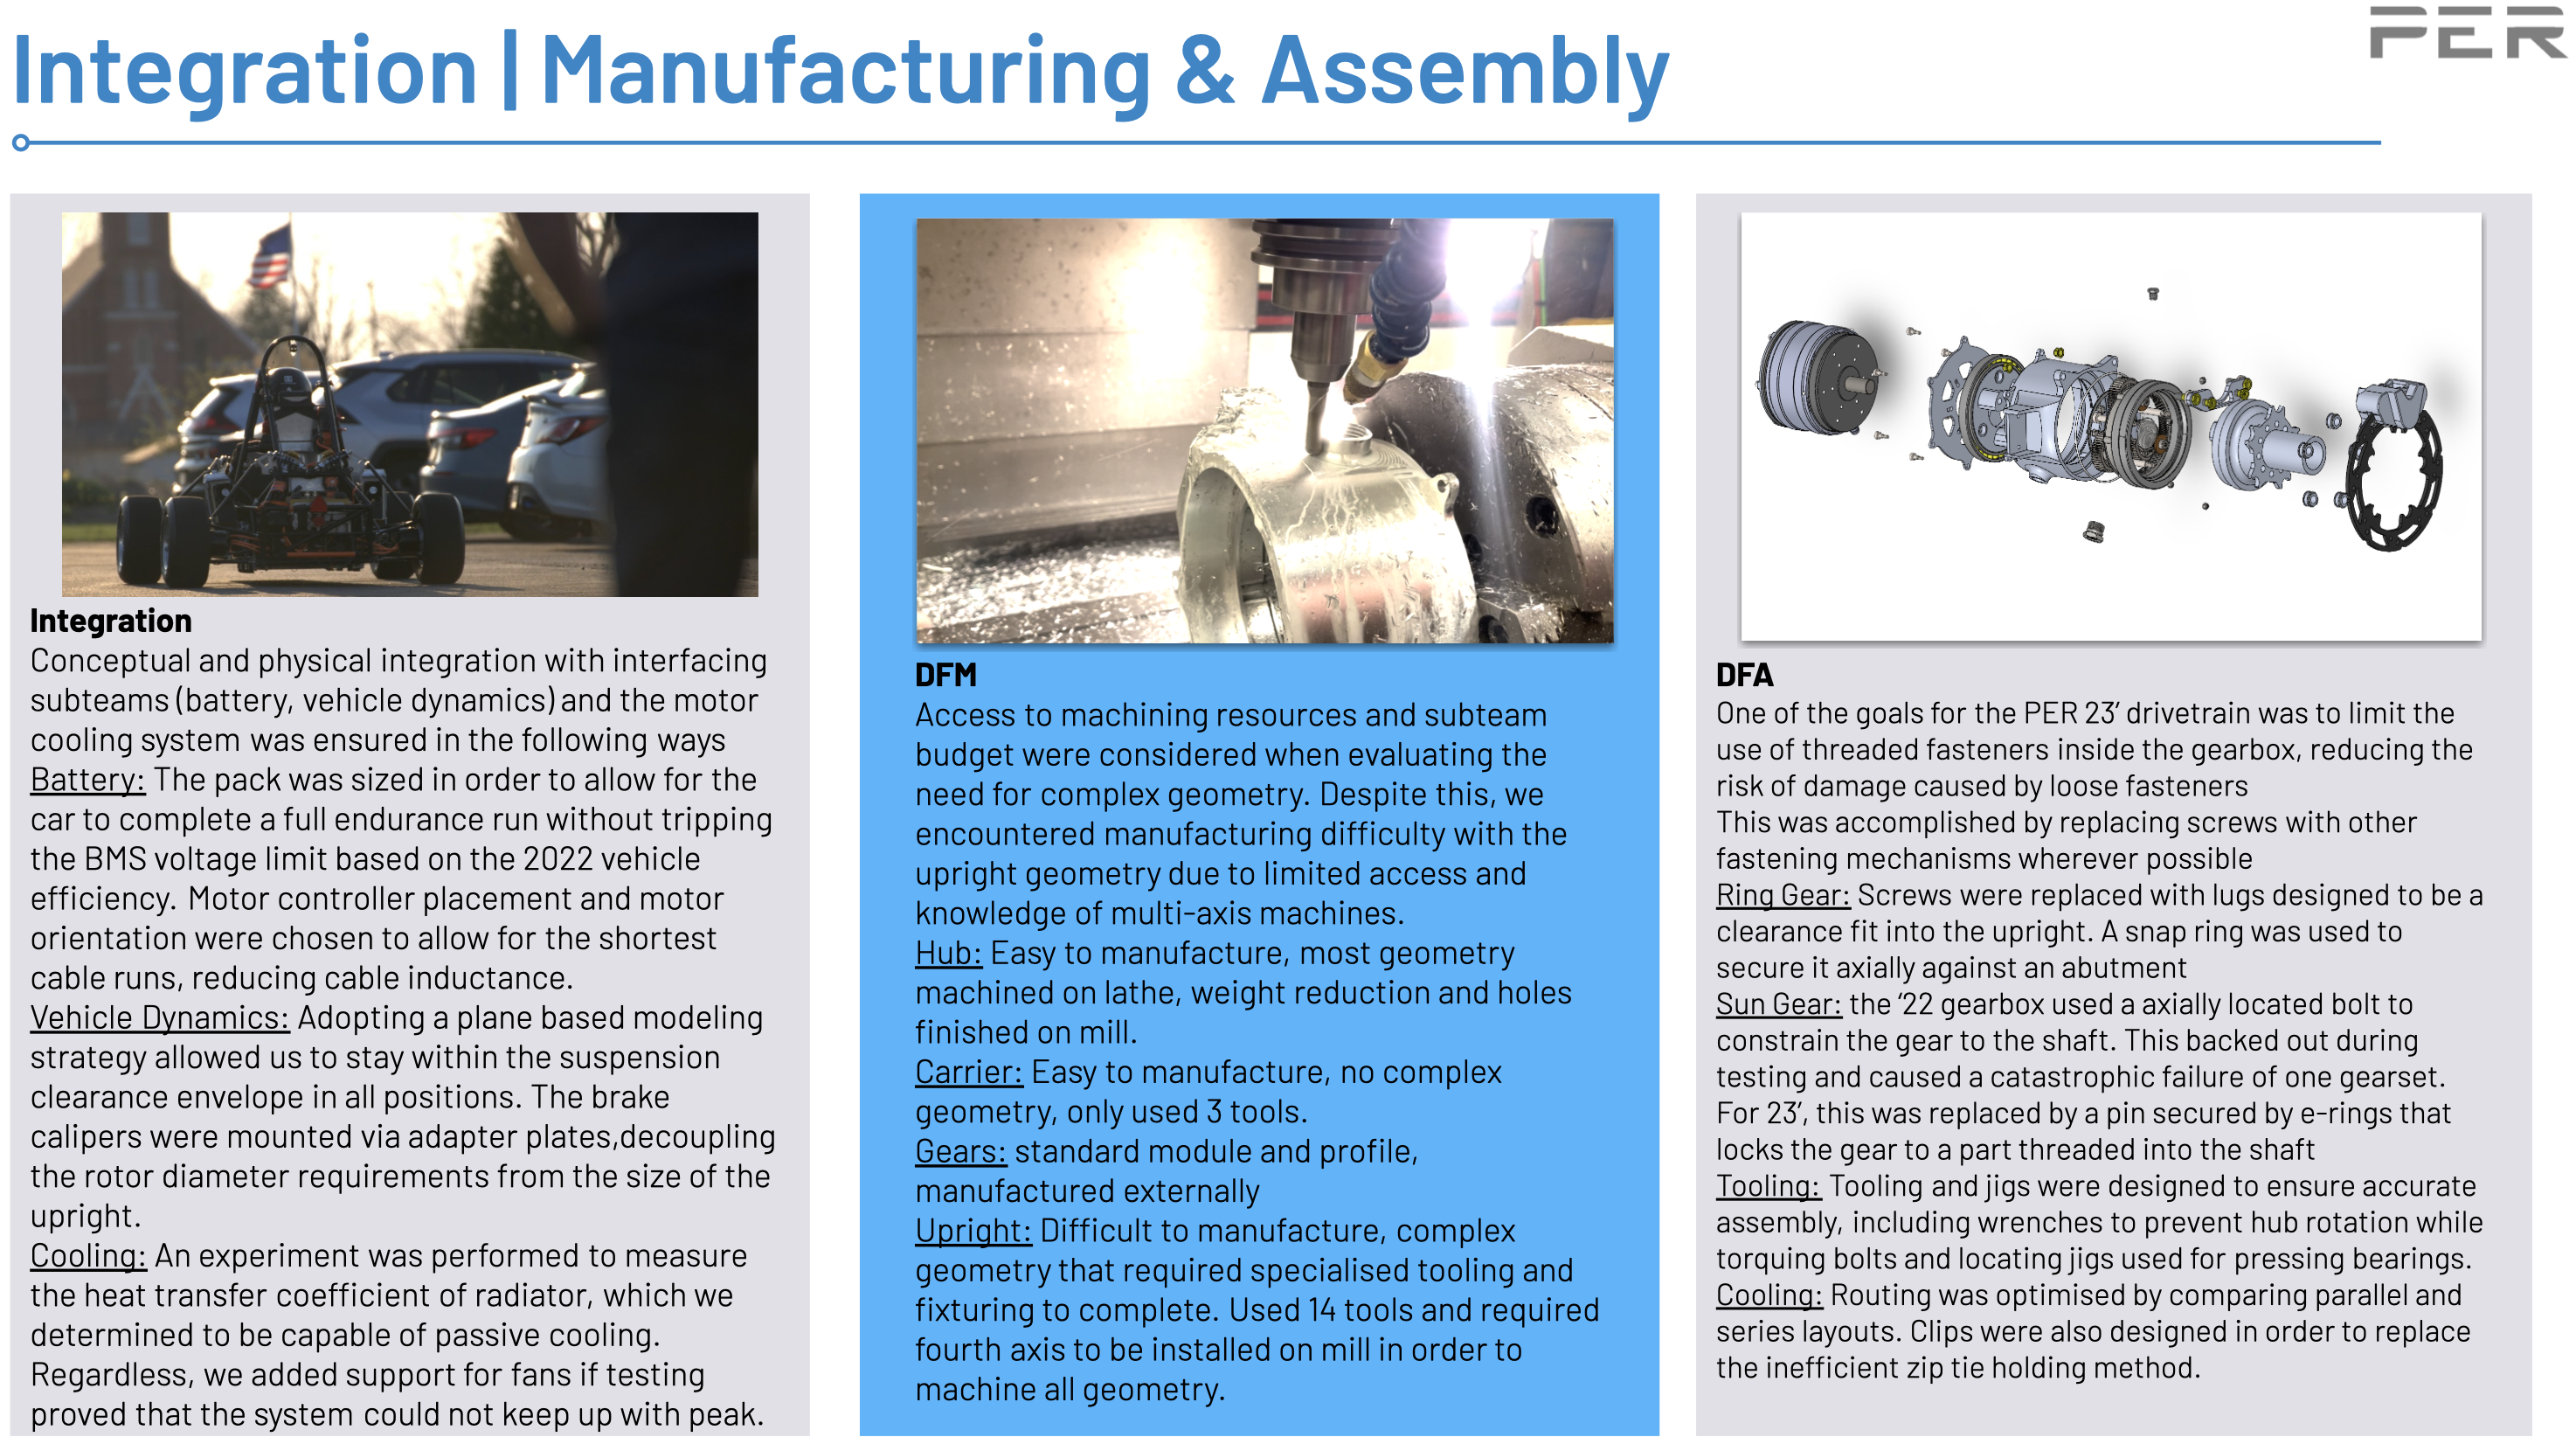 Integration | Manufacturing & Assembly
PER
Integration
Conceptual and physical integration with interfacing
subteams (battery, vehicle dynamics) and the motor
cooling system was ensured in the following ways
Battery: The pack was sized in order to allow for the
car to complete a full endurance run without tripping
the BMS voltage limit based on the 2022 vehicle
efficiency. Motor controller placement and motor
orientation were chosen to allow for the shortest
cable runs, reducing cable inductance.
Vehicle Dynamics: Adopting a plane based modeling
strategy allowed us to stay within the suspension
clearance envelope in all positions. The brake
calipers were mounted via adapter plates,decoupling
the rotor diameter requirements from the size of the
upright.
Cooling: An experiment was performed to measure
the heat transfer coefficient of radiator, which we
determined to be capable of passive cooling.
Regardless, we added support for fans if testing
proved that the system could not keep up with peak.
DFM
Access to machining resources and subteam
budget were considered when evaluating the
need for complex geometry. Despite this, we
encountered manufacturing difficulty with the
upright geometry due to limited access and
knowledge of multi-axis machines.
Hub: Easy to manufacture, most geometry
machined on lathe, weight reduction and holes
finished on mill.
Carrier: Easy to manufacture, no complex
geometry, only used 3 tools.
Gears: standard module and profile,
manufactured externally
Upright: Difficult to manufacture, complex
geometry that required specialised tooling and
fixturing to complete. Used 14 tools and required
fourth axis to be installed on mill in order to
machine all geometry.
DFA
One of the goals for the PER 23’ drivetrain was to limit the
use of threaded fasteners inside the gearbox, reducing the
risk of damage caused by loose fasteners
This was accomplished by replacing screws with other
fastening mechanisms wherever possible
Ring Gear: Screws were replaced with lugs designed to be a
clearance fit into the upright. A snap ring was used to
secure it axially against an abutment
Sun Gear: the ‘22 gearbox used a axially located bolt to
constrain the gear to the shaft. This backed out during
testing and caused a catastrophic failure of one gearset.
For 23’, this was replaced by a pin secured by e-rings that
locks the gear to a part threaded into the shaft
Tooling: Tooling and jigs were designed to ensure accurate
assembly, including wrenches to prevent hub rotation while
torquing bolts and locating jigs used for pressing bearings.
Cooling: Routing was optimised by comparing parallel and
series layouts. Clips were also designed in order to replace
the inefficient zip tie holding method.